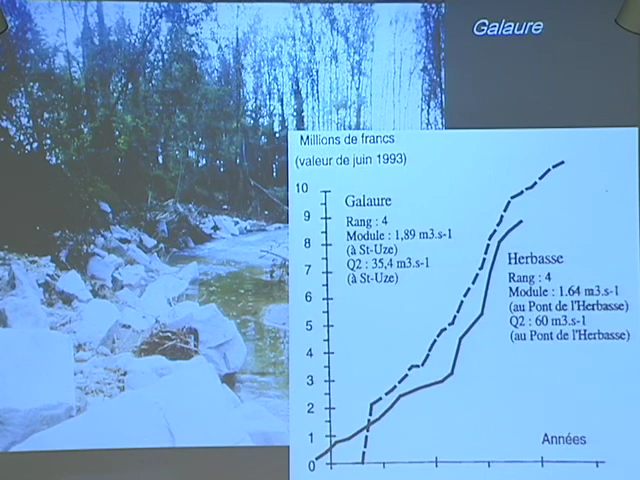 Galaure
Millions de francs
(valeur de juin 1993)
10
9
8
7
6
5
4
3
2
1
0
Galaure
Rang : 4
Module : 1,89 m3.s-1
(à St-Uze)
Q2 : 35,4 m3.s-1
(à St-Uze)
Herbasse
Rang : 4
Module : 1.64 m3.s-1
(au Pont de l'Herbasse)
Q2 : 60 m3.s-1
(au Pont de l'Herbasse)
Années